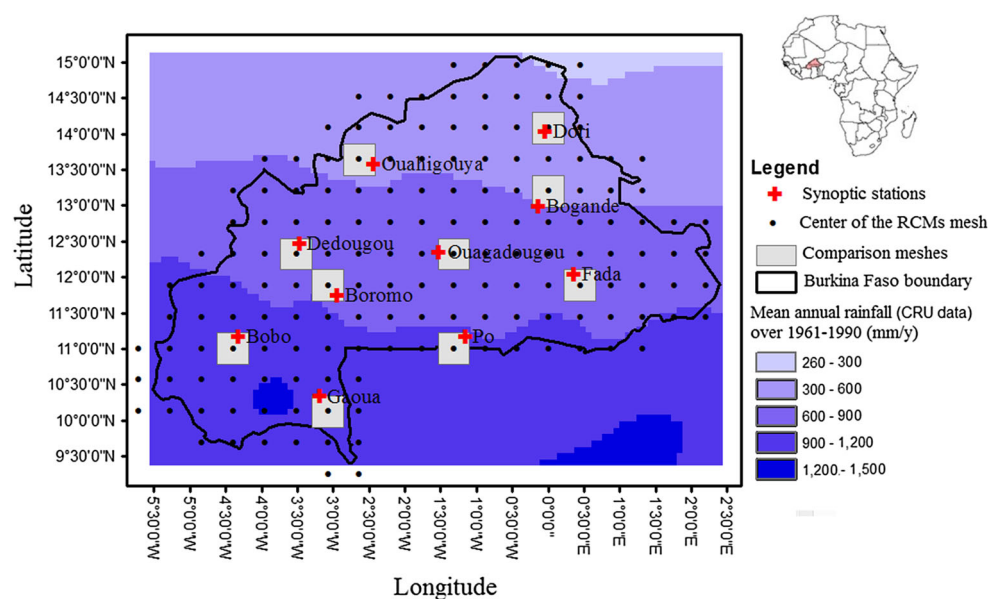 15°0'0"N
14°30'0"N
14°0'0"N
13°30'0"N
13°0'0"N
12°30'0"N
12°0'0"N
11°30'0"N
11°0'0"N
10°30'0"N
10°0'0"N
9°30'0"N
Latitude
Dori
Ouahigouya
Bogande
Dedougou
Ouagadougou
Fada
Boromo
Bobo
Po
Gaoua
5°30'0"W
5°0'0"W
4°30'0"W
4°0'0"W
3°30'0"W
3°0'0"W
2°30'0"W
2°0'0"W
1°30'0"W
1°0'0"W
0°30'0"W
0°0'0"
0°30'0"E
1°0'0"E
1°30'0"E
2°0'0"E
2°30'0"E
Longitude
Legend
Synoptic stations
Center of the RCMs mesh
Comparison meshes
Burkina Faso boundary
Mean annual rainfall (CRU data)
over 1961-1990 (mm/y)
260 - 300
300 - 600
600 - 900
900 - 1,200
1,200 - 1,500